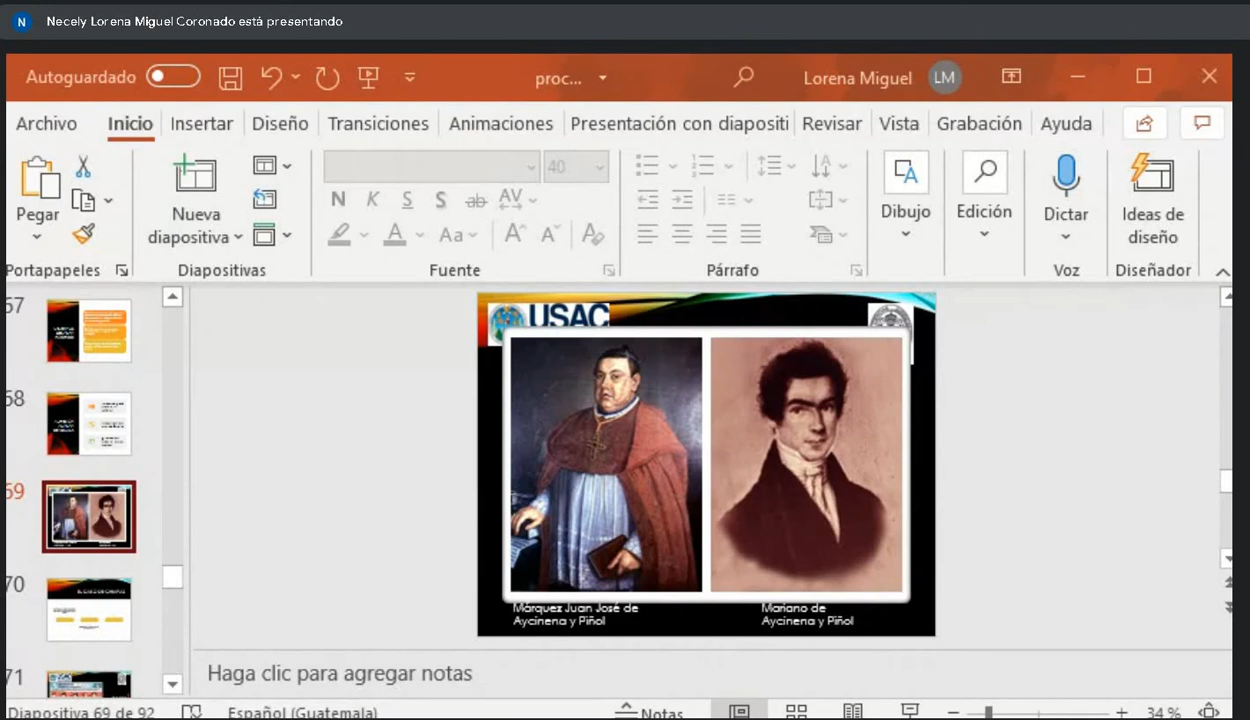 N Necely Lorena Miguel Coronado está presentando
Autoguardado proc... Lorena Miguel LM
Archivo Inicio Insertar Diseño Transiciones Animaciones Presentación con diapositi Revisar Vista Grabación Ayuda
40
Pegar Nueva diapositiva N K S S ab AV Aa A A A Dibujo Edición Dictar Ideas de diseño
Portapapeles Diapositivas Fuente Párrafo Voz Diseñador
57
58
59
70
71
USAC
Márquez Juan José de
Aycinena y Piñol
Mariano de
Aycinena y Piñol
Haga clic para agregar notas
Diapositiva 69 de 92 Español (Guatemala) Notas 34 %